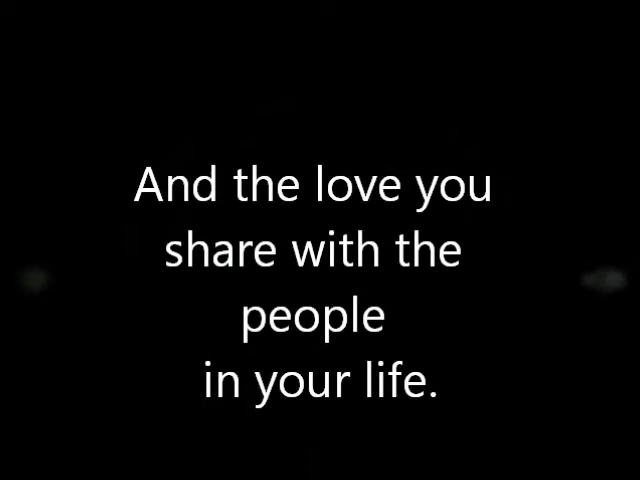 And the love you
share with the
people
in your life.